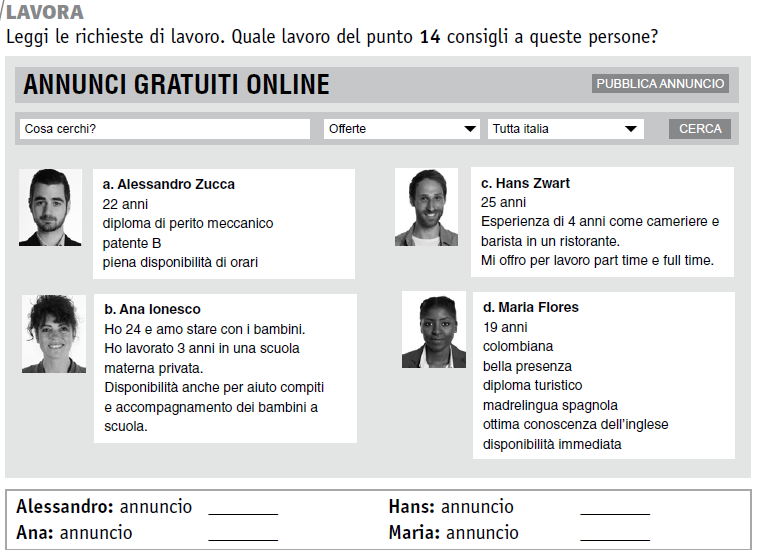 LAVORA
Leggi le richieste di lavoro. Quale lavoro del punto 14 consigli a queste persone?
ANNUNCI GRATUITI ONLINE
PUBBLICA ANNUNCIO
Cosa cerchi?
Offerte
Tutta italia
CERCA
a. Alessandro Zucca
22 anni
diploma di perito meccanico
patente B
piena disponibilità di orari
b. Ana Ionesco
Ho 24 e amo stare con i bambini.
Ho lavorato 3 anni in una scuola
materna privata.
Disponibilità anche per aiuto compiti
e accompagnamento dei bambini a
scuola.
c. Hans Zwart
25 anni
Esperienza di 4 anni come cameriere e
barista in un ristorante.
Mi offro per lavoro part time e full time.
d. Maria Flores
19 anni
colombiana
bella presenza
diploma turistico
madrelingua spagnola
ottima conoscenza dell'inglese
disponibilità immediata
Alessandro: annuncio ________
Ana: annuncio ________
Hans: annuncio ________
Maria: annuncio ________